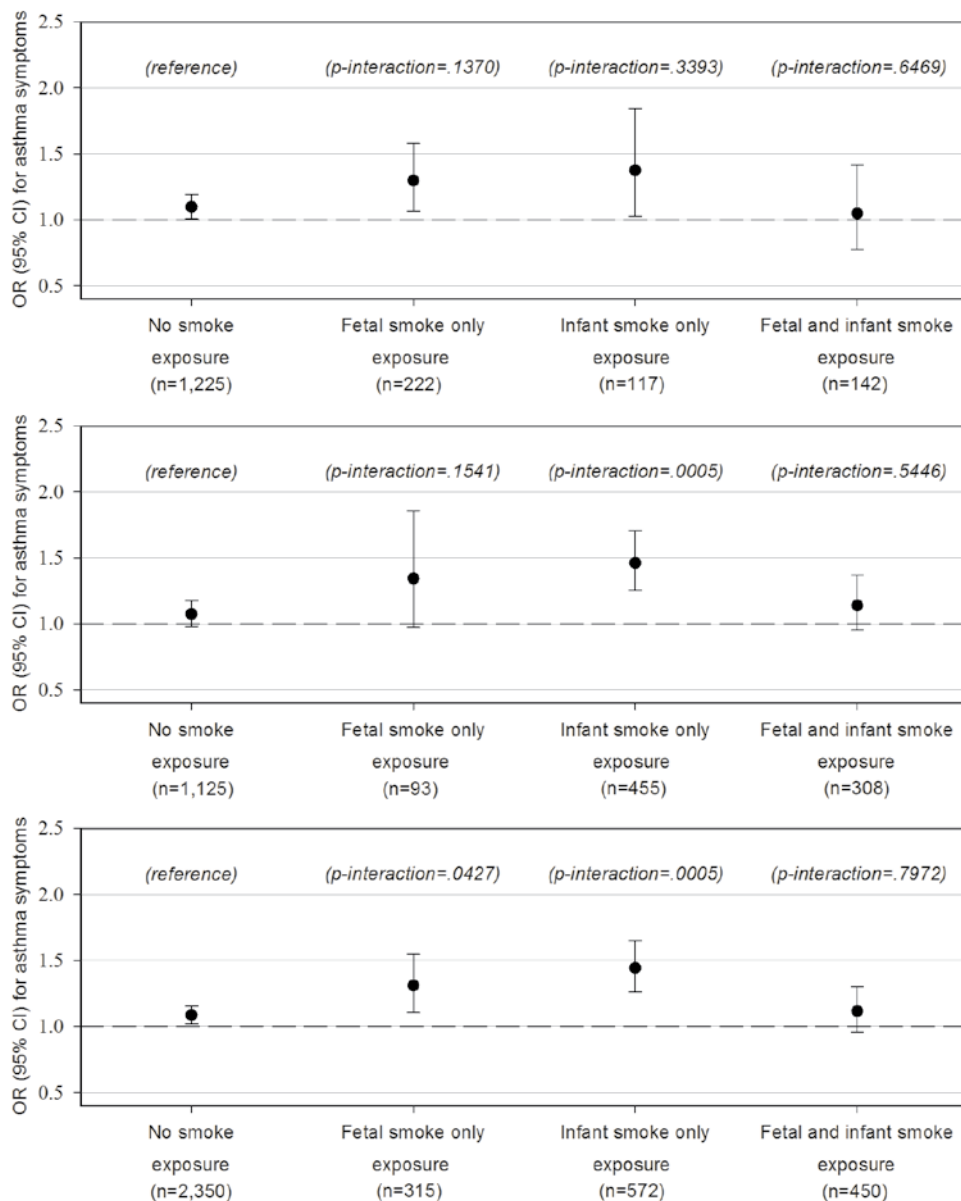 OR (95% CI) for asthma symptoms
2.5
2.0
1.5
1.0
0.5
(reference) (p-interaction=.1370) (p-interaction=.3393) (p-interaction=.6469)
No smoke Fetal smoke only Infant smoke only Fetal and infant smoke
exposure exposure exposure exposure
(n=1,225) (n=222) (n=117) (n=142)
OR (95% CI) for asthma symptoms
2.5
2.0
1.5
1.0
0.5
(reference) (p-interaction=.1541) (p-interaction=.0005) (p-interaction=.5446)
No smoke Fetal smoke only Infant smoke only Fetal and infant smoke
exposure exposure exposure exposure
(n=1,125) (n=93) (n=455) (n=308)
OR (95% CI) for asthma symptoms
2.5
2.0
1.5
1.0
0.5
(reference) (p-interaction=.0427) (p-interaction=.0005) (p-interaction=.7972)
No smoke Fetal smoke only Infant smoke only Fetal and infant smoke
exposure exposure exposure exposure
(n=2,350) (n=315) (n=572) (n=450)